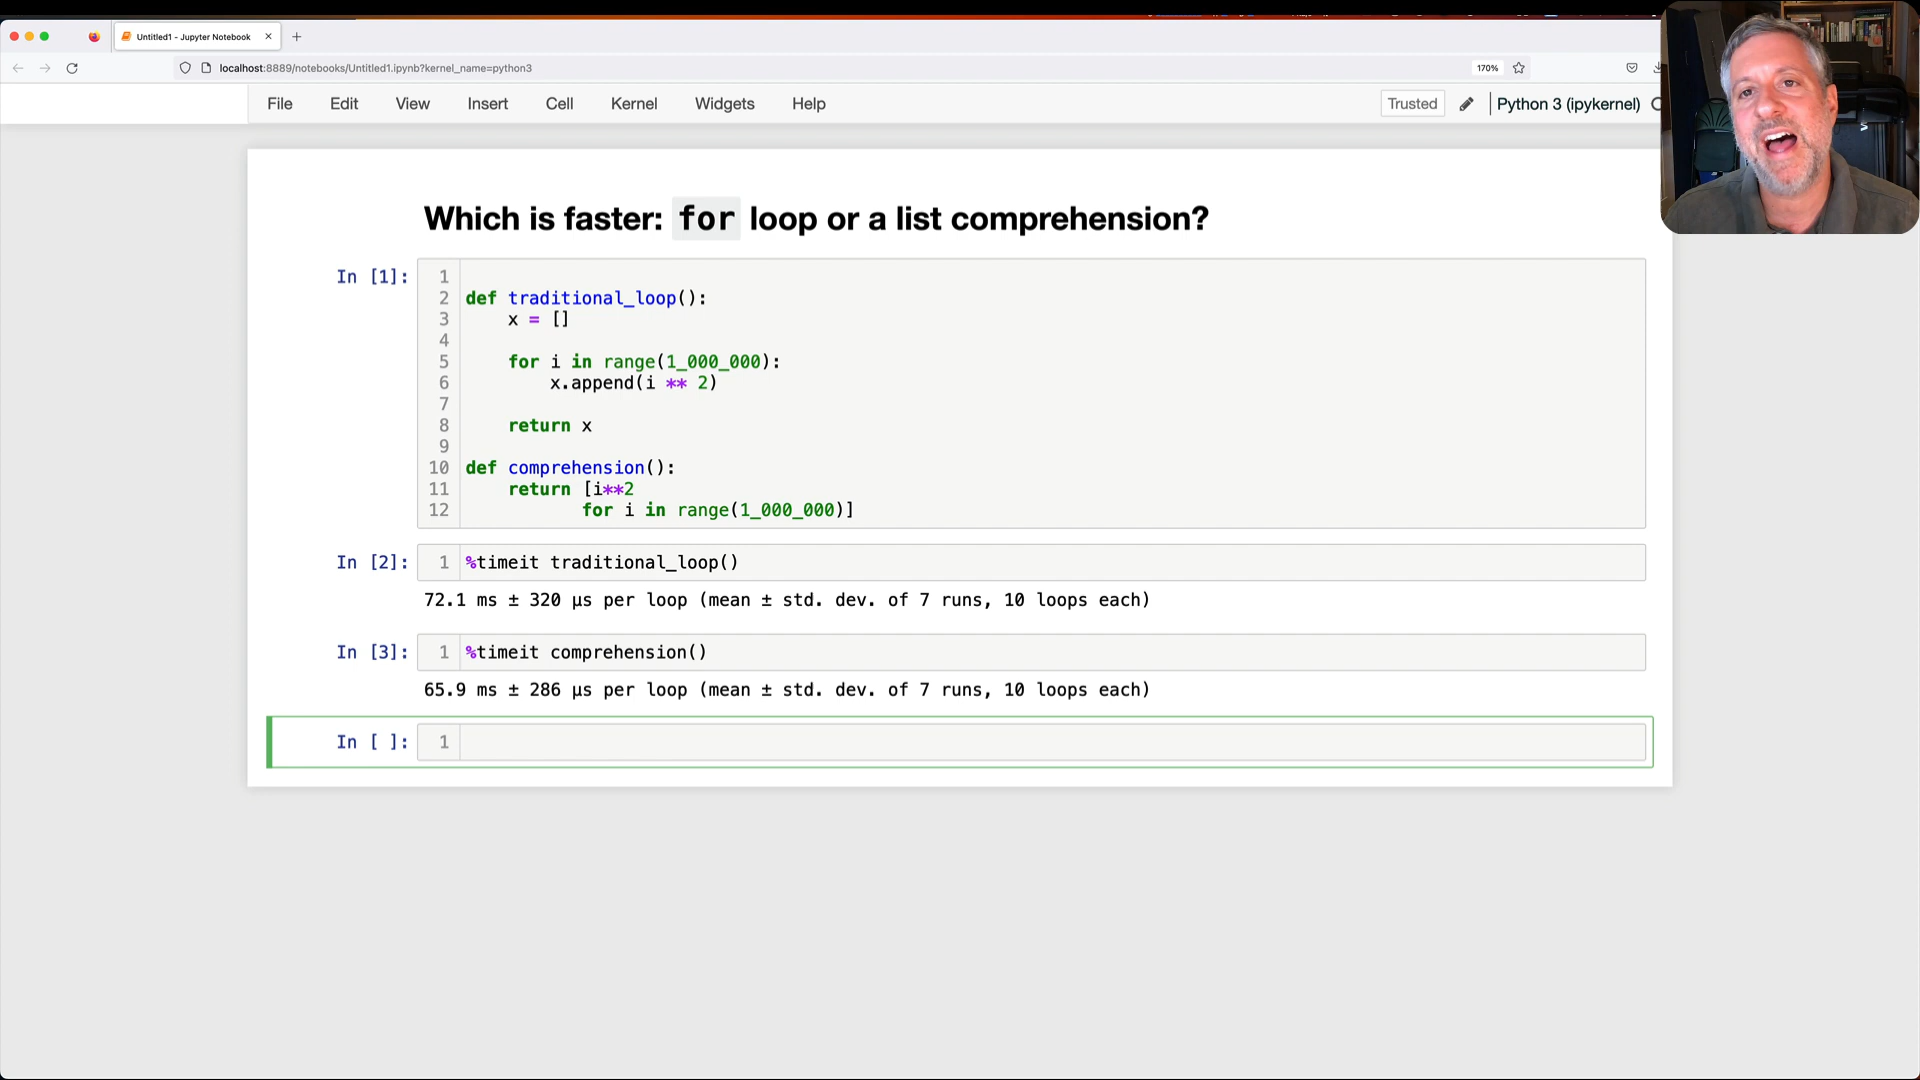 Untitled1 - Jupyter Notebook
localhost:8889/notebooks/Untitled1.ipynb?kernel_name=python3
170%
File Edit View Insert Cell Kernel Widgets Help
Trusted
Python 3 (ipykernel)
Which is faster: for loop or a list comprehension?
In [1]:
1
2 def traditional_loop():
3     x = []
4
5     for i in range(1_000_000):
6         x.append(i ** 2)
7
8     return x
9
10 def comprehension():
11     return [i**2
12            for i in range(1_000_000)]
In [2]: 1 %timeit traditional_loop()
72.1 ms ± 320 µs per loop (mean ± std. dev. of 7 runs, 10 loops each)
In [3]: 1 %timeit comprehension()
65.9 ms ± 286 µs per loop (mean ± std. dev. of 7 runs, 10 loops each)
In [ ]: 1